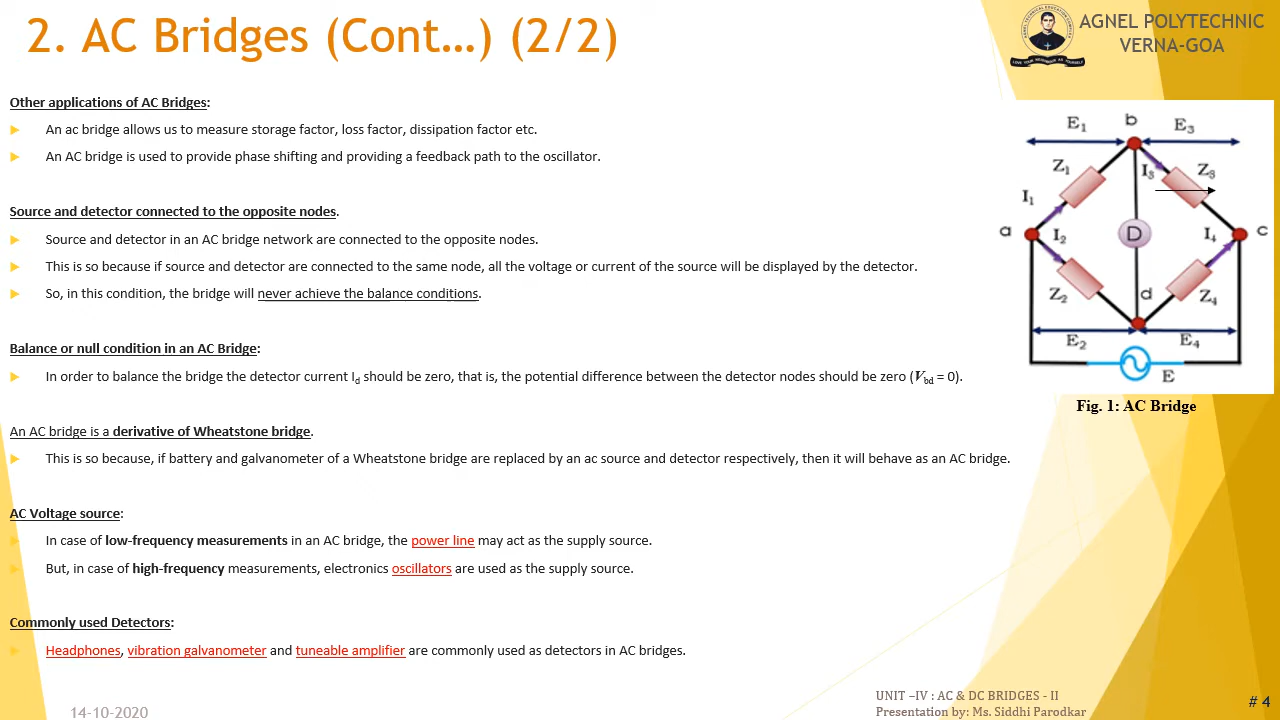 2. AC Bridges (Cont…) (2/2)
AGNEL POLYTECHNIC
VERNA-GOA
Other applications of AC Bridges:
An ac bridge allows us to measure storage factor, loss factor, dissipation factor etc.
An AC bridge is used to provide phase shifting and providing a feedback path to the oscillator.
Source and detector connected to the opposite nodes.
Source and detector in an AC bridge network are connected to the opposite nodes.
This is so because if source and detector are connected to the same node, all the voltage or current of the source will be displayed by the detector.
So, in this condition, the bridge will never achieve the balance conditions.
Balance or null condition in an AC Bridge:
In order to balance the bridge the detector current Id should be zero, that is, the potential difference between the detector nodes should be zero (Vbd = 0).
An AC bridge is a derivative of Wheatstone bridge.
This is so because, if battery and galvanometer of a Wheatstone bridge are replaced by an ac source and detector respectively, then it will behave as an AC bridge.
AC Voltage source:
In case of low-frequency measurements in an AC bridge, the power line may act as the supply source.
But, in case of high-frequency measurements, electronics oscillators are used as the supply source.
Commonly used Detectors:
Headphones, vibration galvanometer and tuneable amplifier are commonly used as detectors in AC bridges.
E1 b E3
Z1 I3 Z3
I1
a I2 D I4 c
Z2 d Z4
E2 E4
E
Fig. 1: AC Bridge
14-10-2020
UNIT –IV : AC & DC BRIDGES - II
Presentation by: Ms. Siddhi Parodkar
# 4